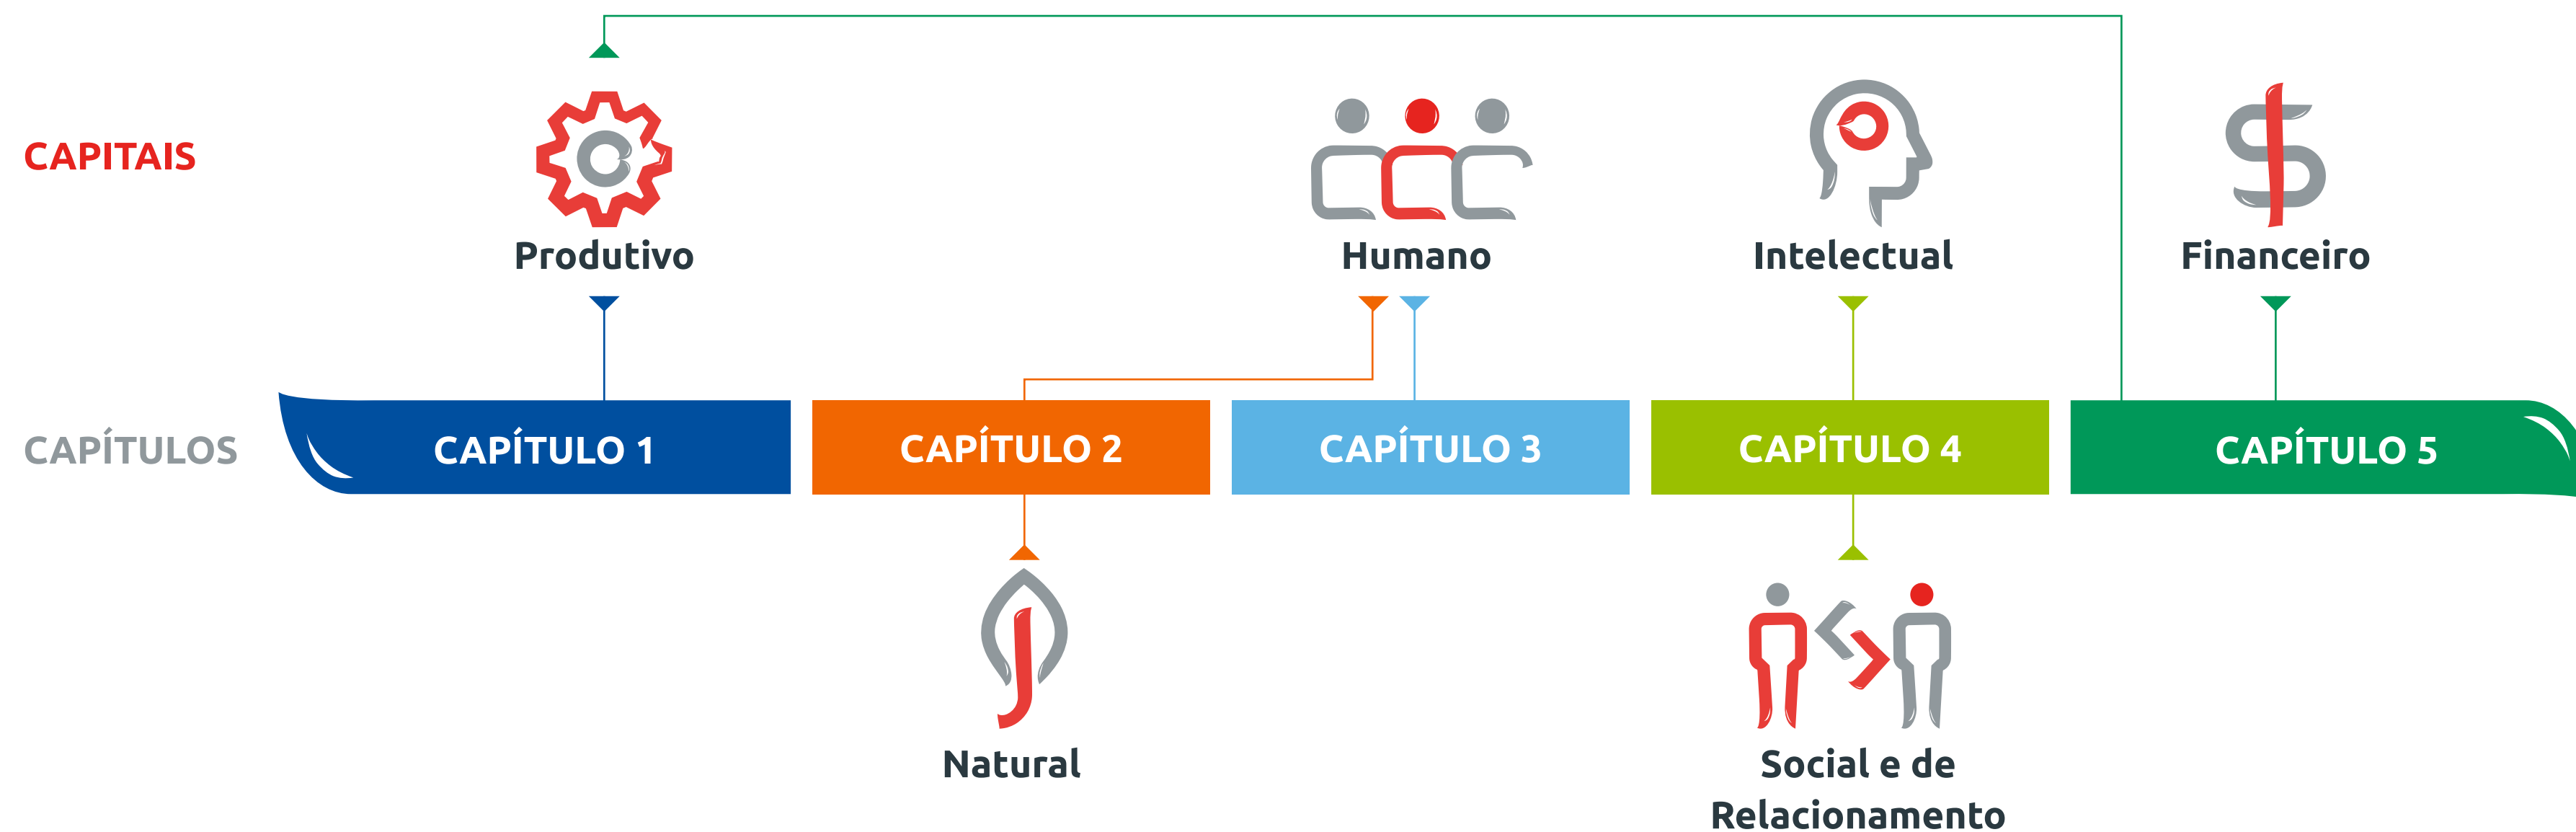 CAPITAIS
Produtivo
Humano
Intelectual
Financeiro
CAPÍTULOS
CAPÍTULO 1
CAPÍTULO 2
CAPÍTULO 3
CAPÍTULO 4
CAPÍTULO 5
Natural
Social e de
Relacionamento